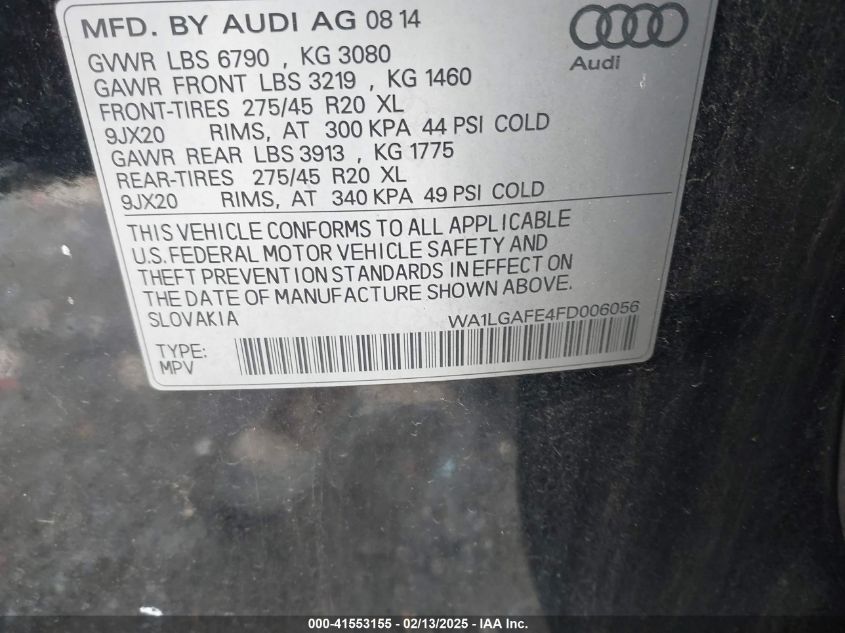 MFD. BY AUDI AG 08 14
Audi
GVWR LBS 6790 , KG 3080
GAWR FRONT LBS 3219 , KG 1460
FRONT-TIRES 275/45 R20 XL
9JX20 RIMS, AT 300 KPA 44 PSI COLD
GAWR REAR LBS 3913 , KG 1775
REAR-TIRES 275/45 R20 XL
9JX20 RIMS, AT 340 KPA 49 PSI COLD
THIS VEHICLE CONFORMS TO ALL APPLICABLE
U.S. FEDERAL MOTOR VEHICLE SAFETY AND
THEFT PREVENTION STANDARDS IN EFFECT ON
THE DATE OF MANUFACTURE SHOWN ABOVE.
SLOVAKIA WA1LGAFE4FD006056
TYPE:
MPV
000-41553155 — 02/13/2025 — IAA Inc.